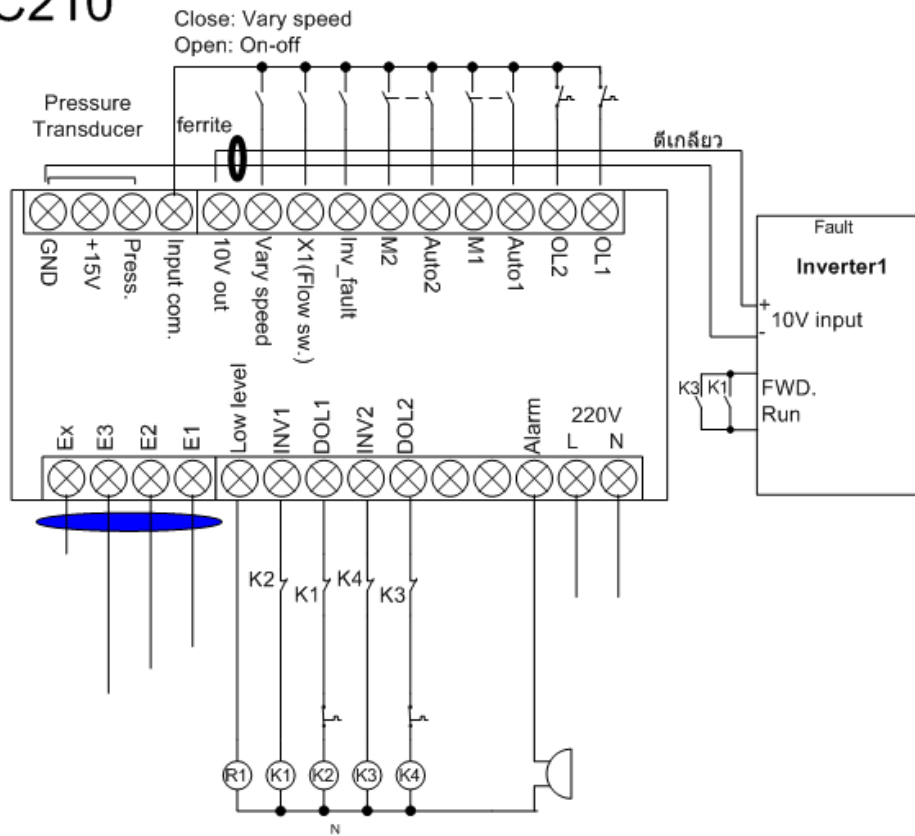 C210
Close: Vary speed
Open: On-off
Pressure
Transducer
ferrite
ตีเกลียว
GND
+15V
Press.
Input com.
10V out
Vary speed
X1(Flow sw.)
Inv_fault
M2
Auto2
M1
Auto1
OL2
OL1
Fault
Inverter1
+
10V input
-
K3
K1
FWD.
Run
Ex
E3
E2
E1
Low level
INV1
DOL1
INV2
DOL2
Alarm
220V
L
N
K2
K1
K4
K3
R1
K1
K2
K3
K4
N